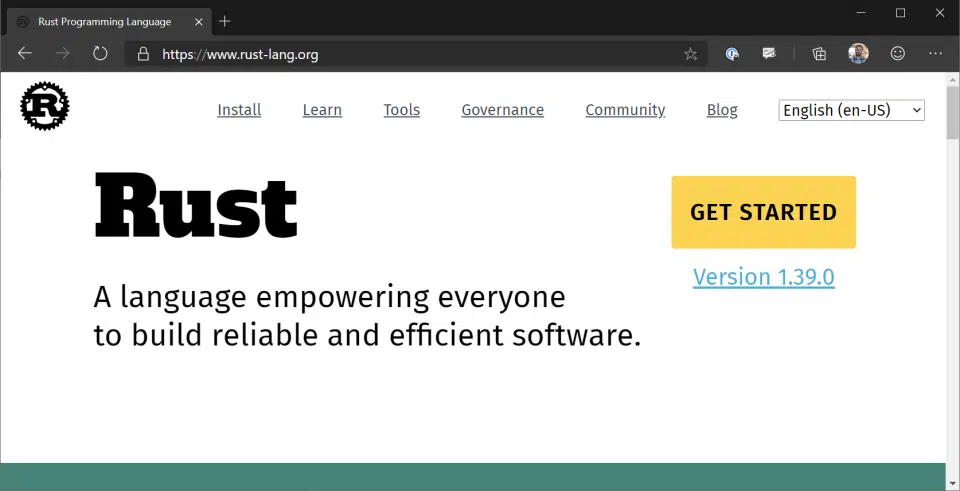 Rust Programming Language
https://www.rust-lang.org
R
Install Learn Tools Governance Community Blog English (en-US)
Rust
GET STARTED
Version 1.39.0
A language empowering everyone
to build reliable and efficient software.